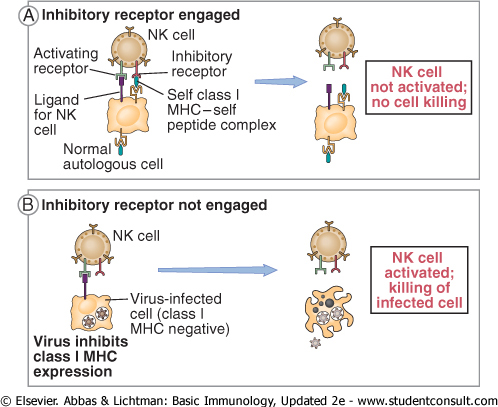 A Inhibitory receptor engaged
NK cell
Activating
receptor
Inhibitory
receptor
Ligand
for NK
cell
Self class I
MHC–self
peptide complex
Normal
autologous cell
NK cell
not activated;
no cell killing
B Inhibitory receptor not engaged
NK cell
Virus-infected
cell (class I
MHC negative)
Virus inhibits
class I MHC
expression
NK cell
activated;
killing of
infected cell
© Elsevier. Abbas & Lichtman: Basic Immunology, Updated 2e - www.studentconsult.com